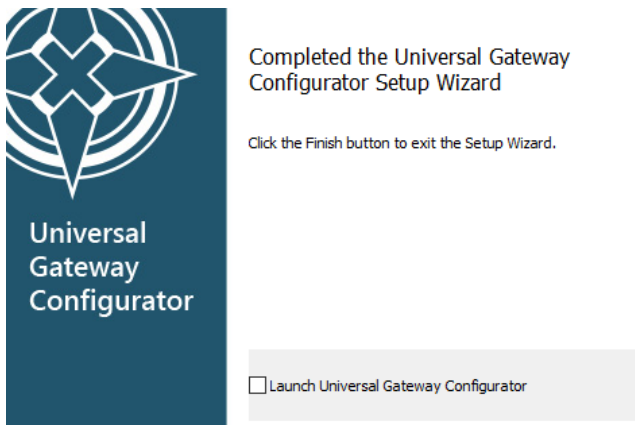 Completed the Universal Gateway
Configurator Setup Wizard
Click the Finish button to exit the Setup Wizard.
Universal
Gateway
Configurator
Launch Universal Gateway Configurator